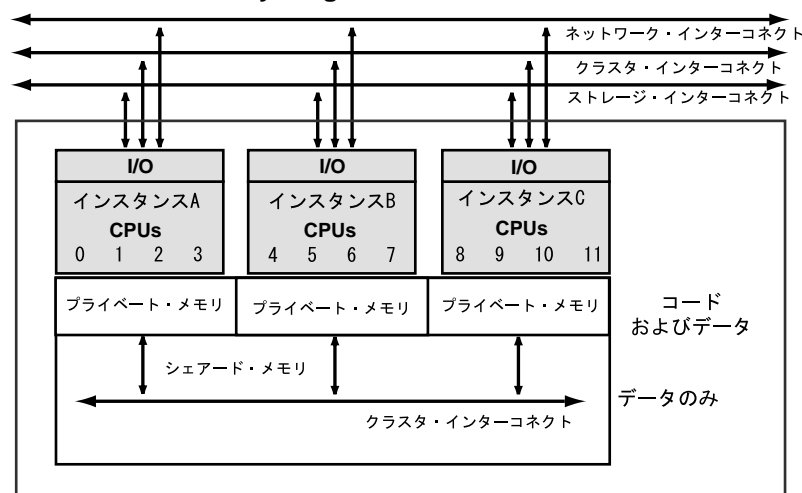 ネットワーク・インターコネクト
クラスタ・インターコネクト
ストレージ・インターコネクト
I/O
I/O
I/O
インスタンスA
インスタンスB
インスタンスC
CPUs
CPUs
CPUs
0 1 2 3
4 5 6 7
8 9 10 11
プライベート・メモリ
プライベート・メモリ
プライベート・メモリ
コード
およびデータ
シェアード・メモリ
データのみ
クラスタ・インターコネクト